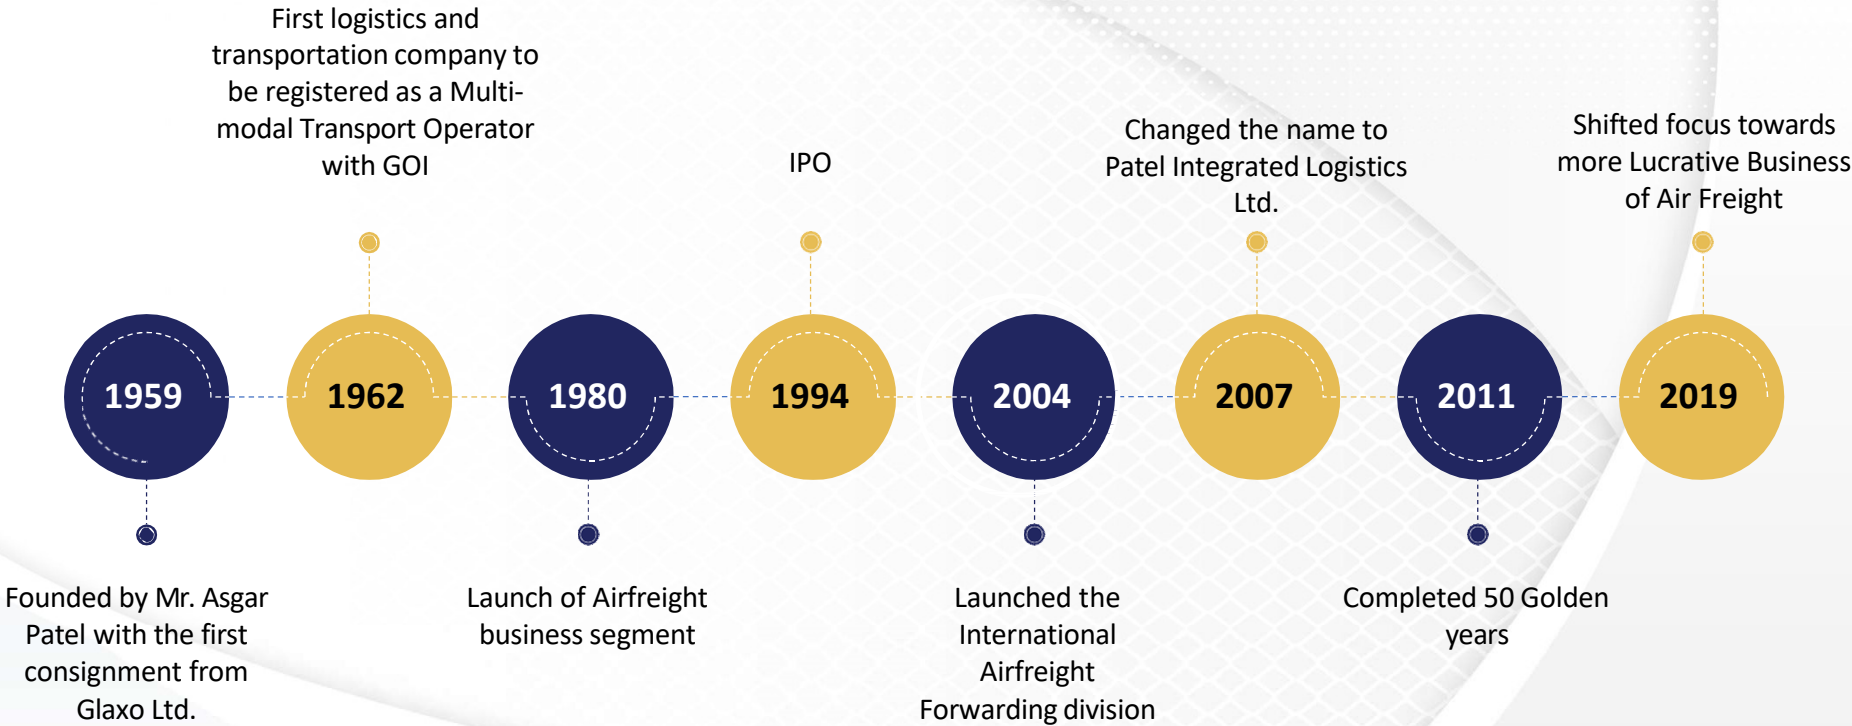 First logistics and
transportation company to
be registered as a Multi-
modal Transport Operator
with GOI
IPO
Changed the name to
Patel Integrated Logistics
Ltd.
Shifted focus towards
more Lucrative Business
of Air Freight
1959
1962
1980
1994
2004
2007
2011
2019
Founded by Mr. Asgar
Patel with the first
consignment from
Glaxo Ltd.
Launch of Airfreight
business segment
Launched the
International
Airfreight
Forwarding division
Completed 50 Golden
years